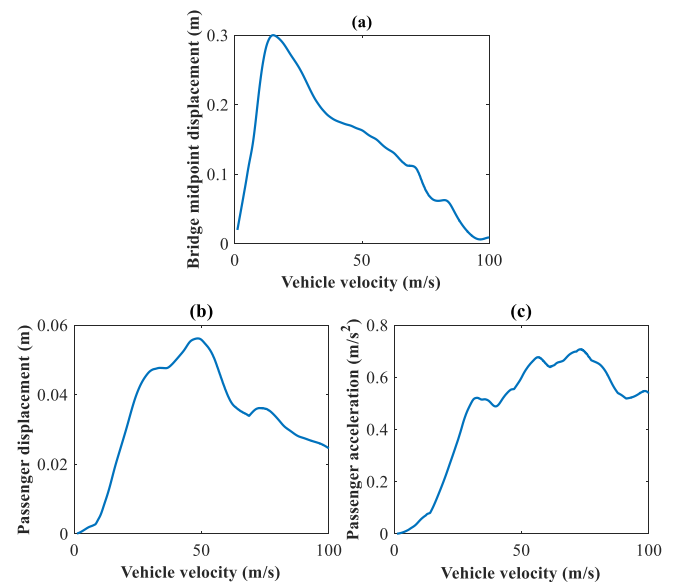 (a)
Bridge midpoint displacement (m)
0.3
0.2
0.1
0
0
50
100
Vehicle velocity (m/s)
(b)
Passenger displacement (m)
0.06
0.04
0.02
0
0
50
100
Vehicle velocity (m/s)
(c)
Passenger acceleration (m/s²)
0.8
0.6
0.4
0.2
0
0
50
100
Vehicle velocity (m/s)